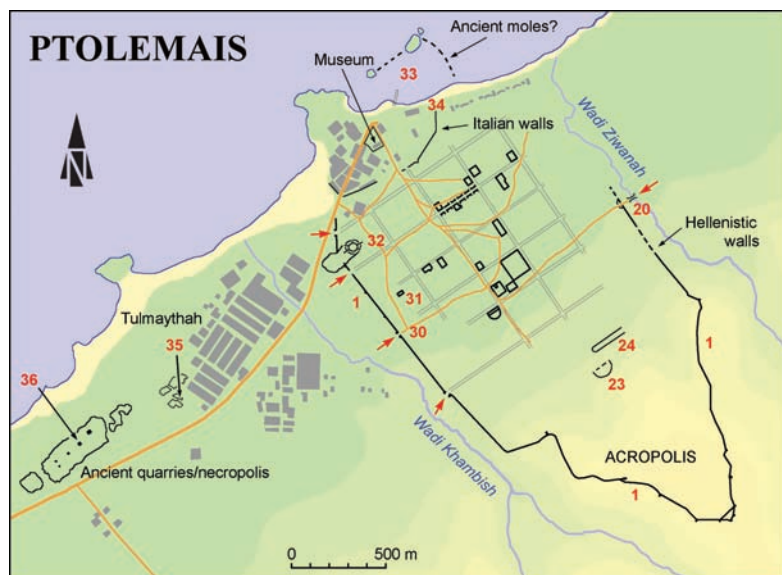 PTOLEMAIS
Ancient moles?
Museum
33
34
Italian walls
Wadi Ziwanah
20
Hellenistic
walls
32
1
31
30
24
1
23
Tulmaythah
35
36
Wadi Khambish
ACROPOLIS
1
Ancient quarries/necropolis
N
0 500 m